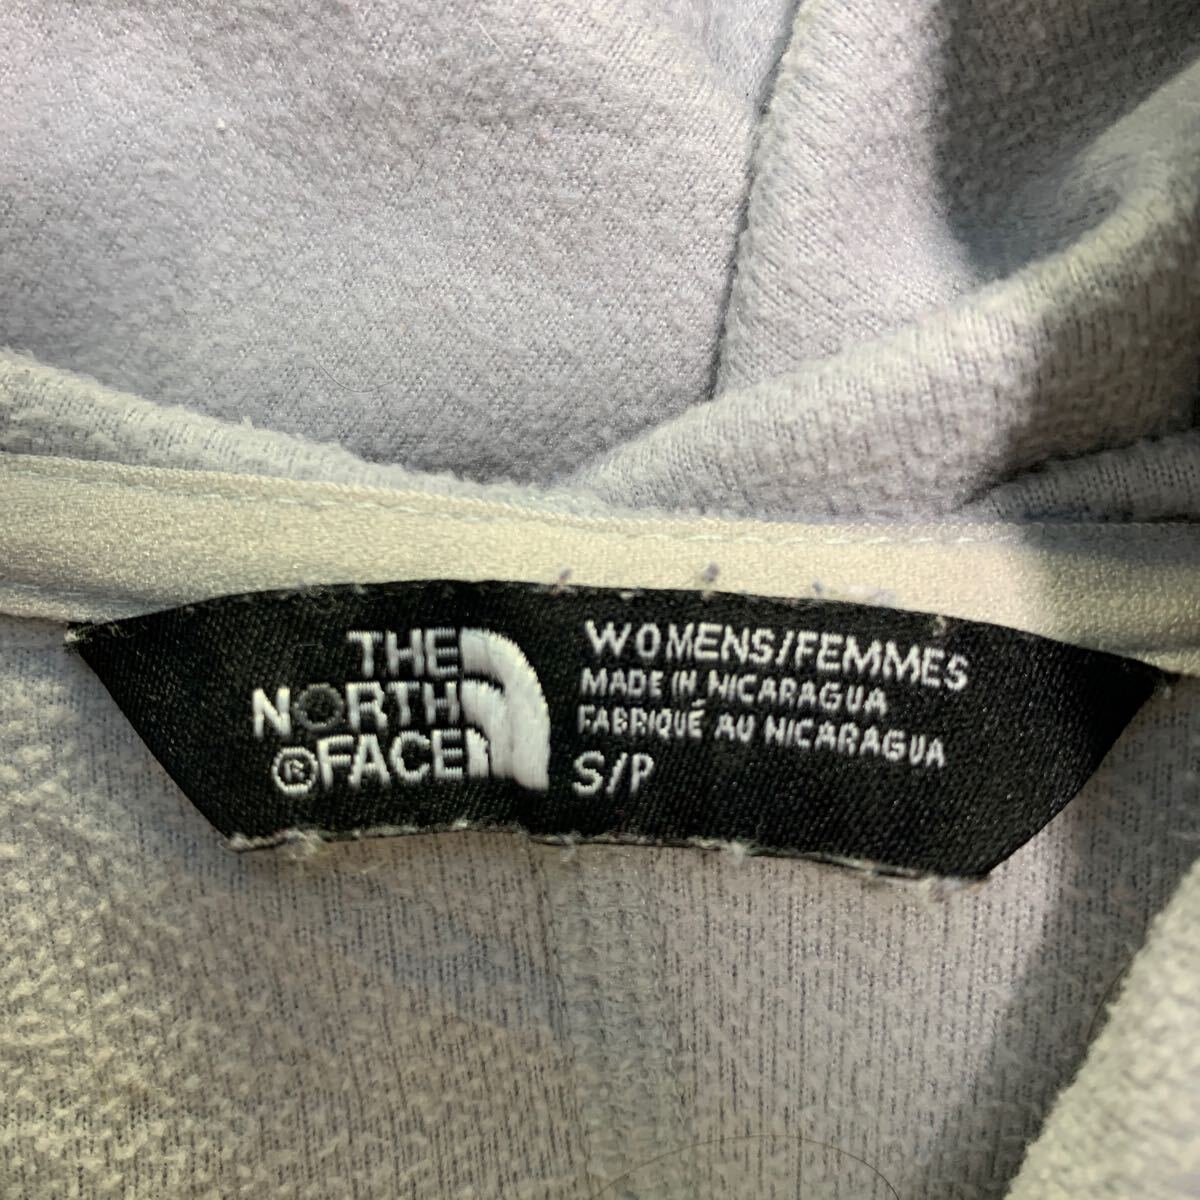 THE
NORTH
®FACE
WOMENS/FEMMES
MADE IN NICARAGUA
FABRIQUÉ AU NICARAGUA
S/P